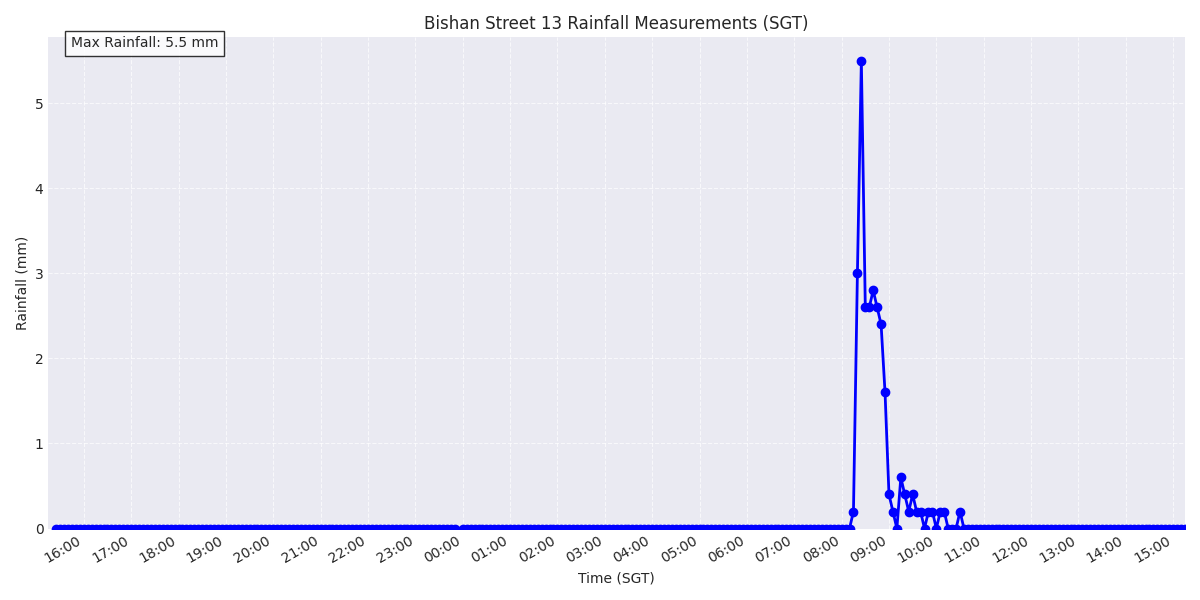 Bishan Street 13 Rainfall Measurements (SGT)
Max Rainfall: 5.5 mm
Rainfall (mm)
5
4
3
2
1
0
16:00 17:00 18:00 19:00 20:00 21:00 22:00 23:00 00:00 01:00 02:00 03:00 04:00 05:00 06:00 07:00 08:00 09:00 10:00 11:00 12:00 13:00 14:00 15:00
Time (SGT)